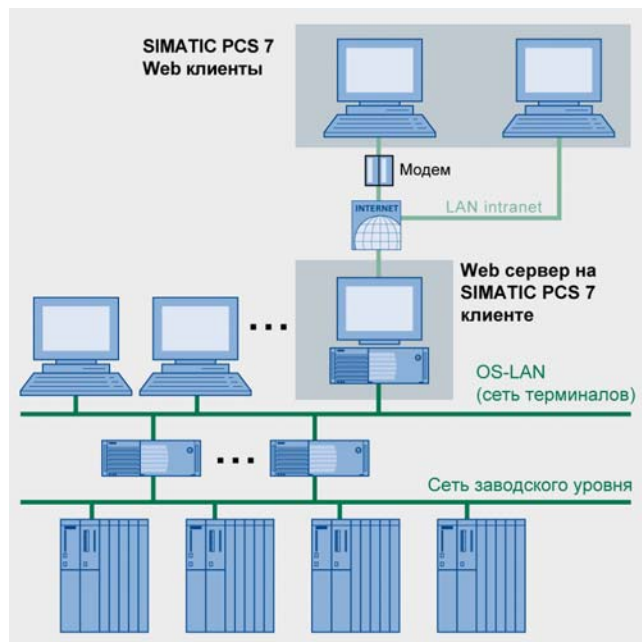 SIMATIC PCS 7
Web клиенты
Модем
INTERNET
LAN intranet
Web сервер на
SIMATIC PCS 7
клиенте
OS-LAN
(сеть терминалов)
Сеть заводского уровня